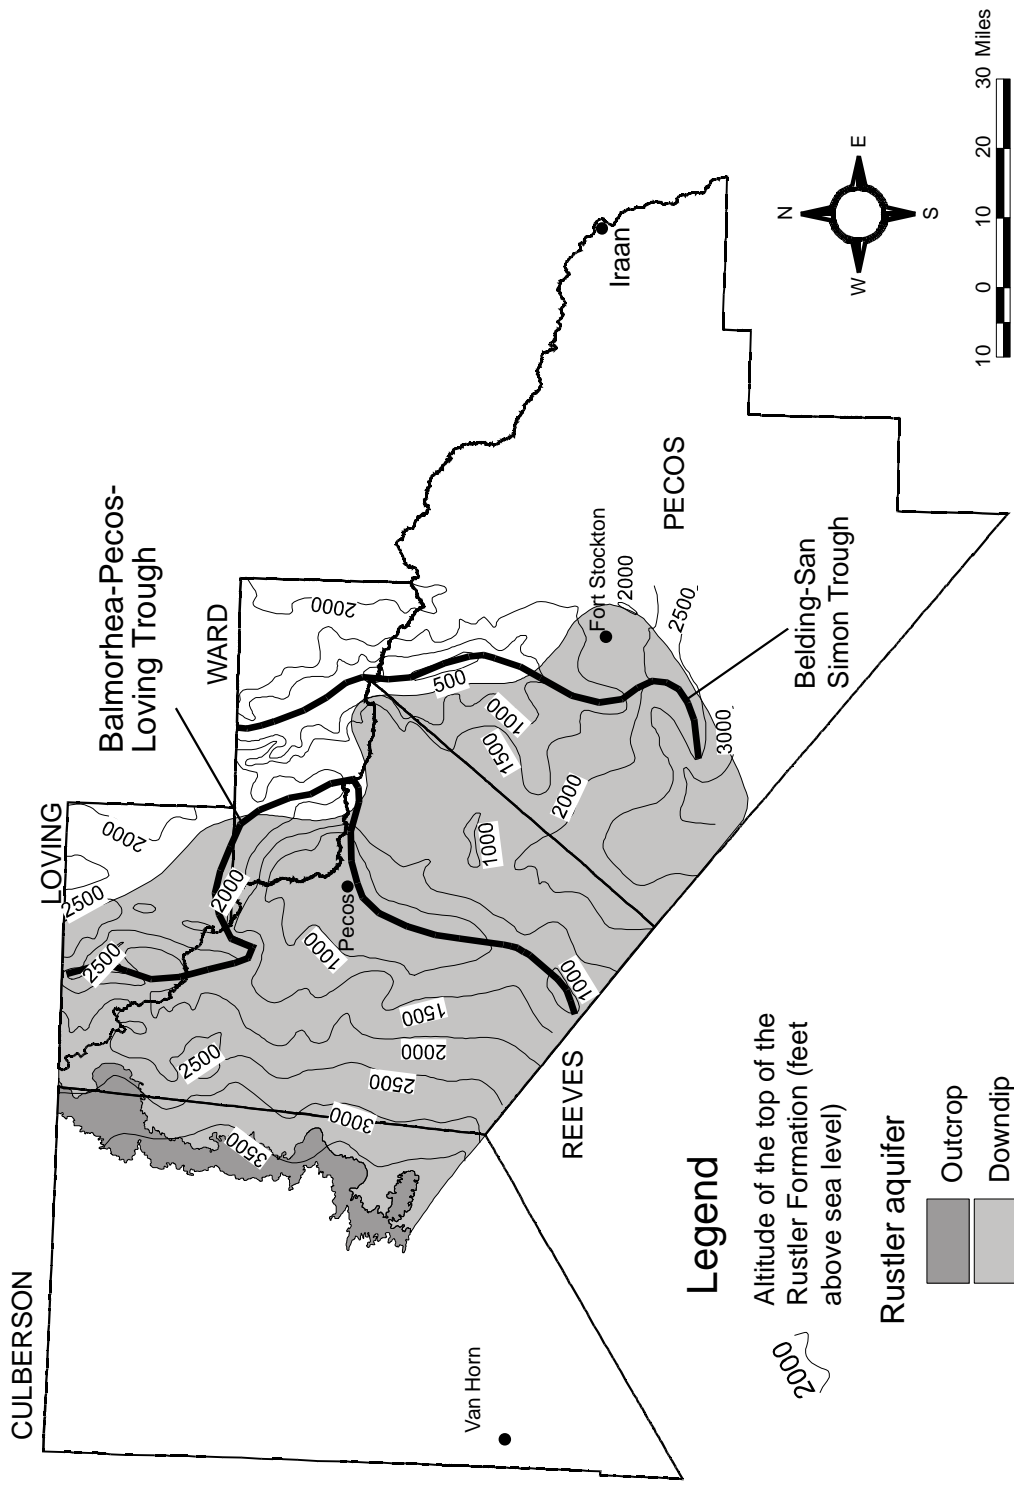 CULBERSON
LOVING
WARD
Balmorhea-Pecos-
Loving Trough
2500
2000
2500
2000
2000
3500
3000
2500
2500
2000
1500
1000
Pecos
1000
1000
500
1000
1500
2000
3000
2500
2000
Fort Stockton
PECOS
Iraan
Belding-San
Simon Trough
REEVES
Van Horn
Legend
2000
Altitude of the top of the
Rustler Formation (feet
above sea level)
Rustler aquifer
Outcrop
Downdip
N
W
E
S
10 0 10 20 30 Miles